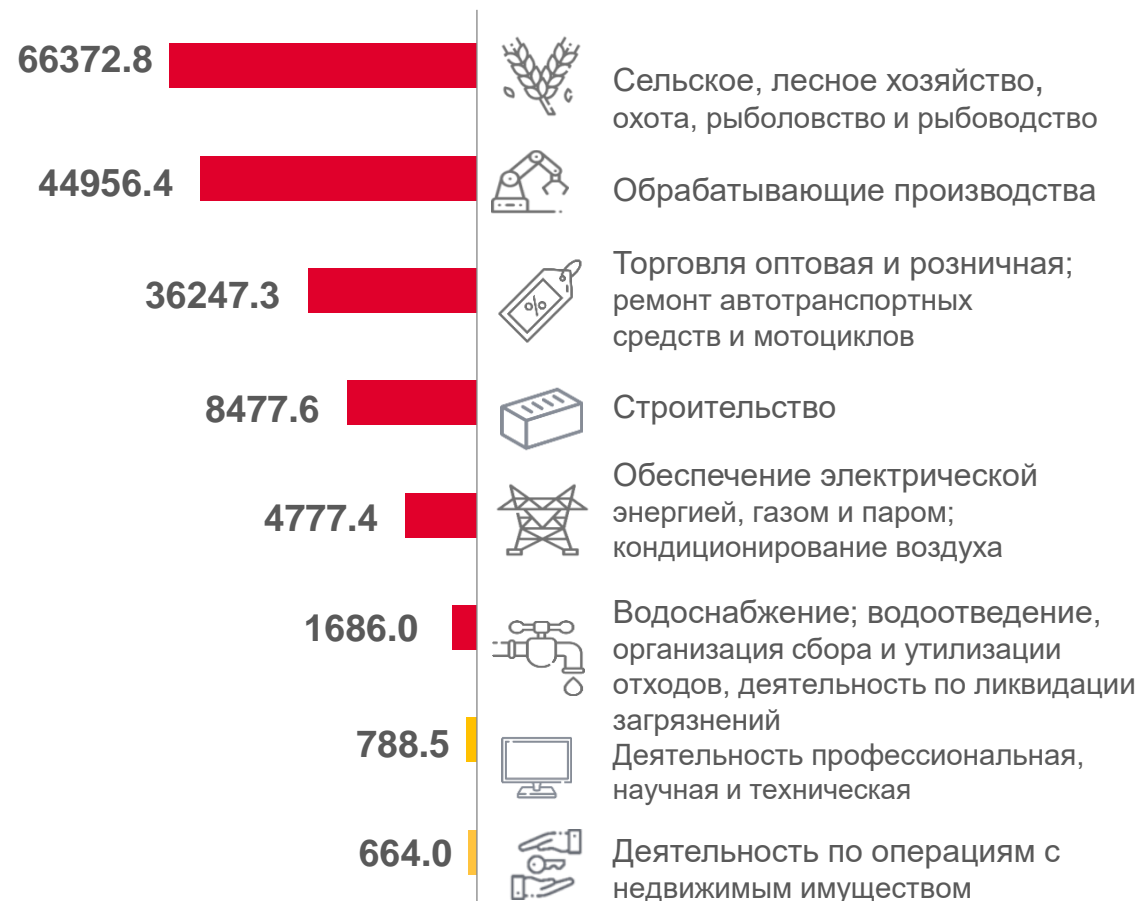 66372.8
Сельское, лесное хозяйство,
охота, рыболовство и рыбоводство
44956.4
Обрабатывающие производства
36247.3
Торговля оптовая и розничная;
ремонт автотранспортных
средств и мотоциклов
%
8477.6
Строительство
4777.4
Обеспечение электрической
энергией, газом и паром;
кондиционирование воздуха
1686.0
Водоснабжение; водоотведение,
организация сбора и утилизации
отходов, деятельность по ликвидации
загрязнений
788.5
Деятельность профессиональная,
научная и техническая
664.0
Деятельность по операциям с
недвижимым имуществом